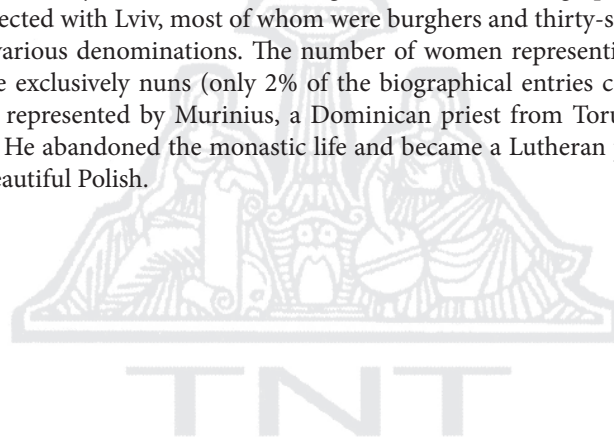 ected with Lviv, most of whom were burghers and thirty-s
various denominations. The number of women representi
e exclusively nuns (only 2% of the biographical entries c
represented by Murinius, a Dominican priest from Toru
He abandoned the monastic life and became a Lutheran
eautiful Polish.
TNT